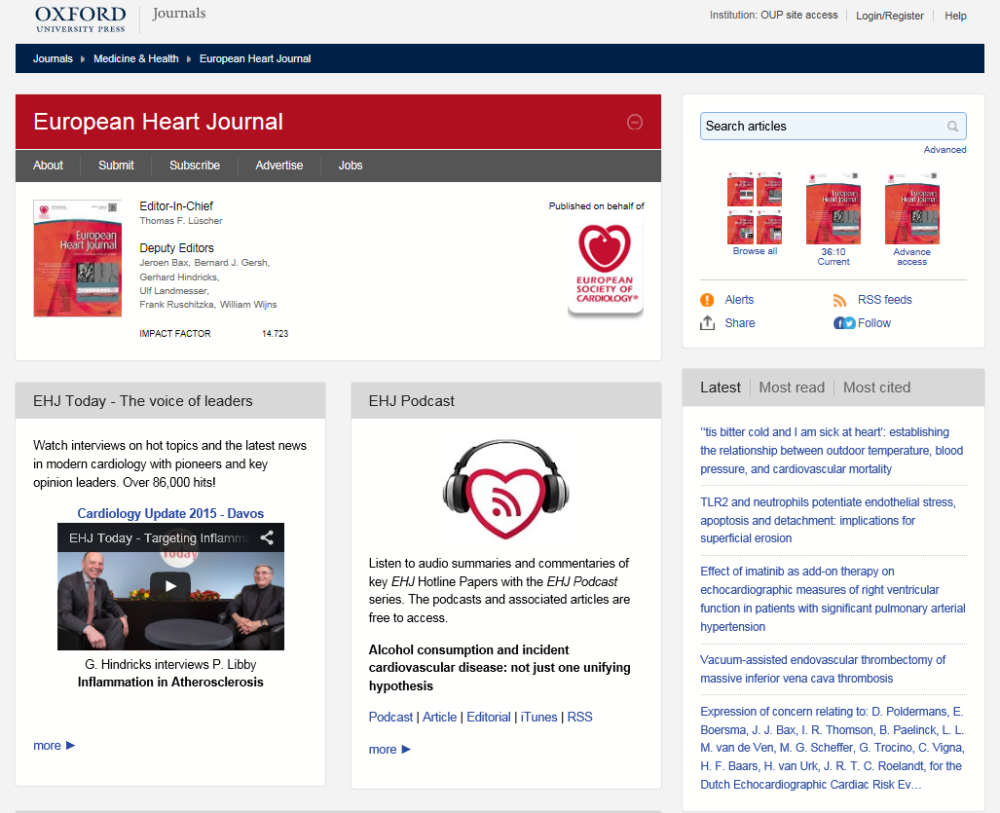 OXFORD
UNIVERSITY PRESS
Journals
Institution: OUP site access
Login/Register
Help
Journals
Medicine & Health
European Heart Journal
European Heart Journal
About
Submit
Subscribe
Advertise
Jobs
European
Heart Journal
Editor-In-Chief
Thomas F. Lüscher
Deputy Editors
Jeroen Bax, Bernard J. Gersh,
Gerhard Hindricks,
Ulf Landmesser,
Frank Ruschitzka, William Wijns
IMPACT FACTOR 14.723
Published on behalf of
EUROPEAN
SOCIETY OF
CARDIOLOGY®
Search articles
Advanced
European
Heart Journal
European
Heart Journal
Browse all
36:10
Current
Advance
access
Alerts
RSS feeds
Share
Follow
EHJ Today - The voice of leaders
Watch interviews on hot topics and the latest news
in modern cardiology with pioneers and key
opinion leaders. Over 86,000 hits!
Cardiology Update 2015 - Davos
EHJ Today - Targeting Inflamma
Today
G. Hindricks interviews P. Libby
Inflammation in Atherosclerosis
more
EHJ Podcast
Listen to audio summaries and commentaries of
key EHJ Hotline Papers with the EHJ Podcast
series. The podcasts and associated articles are
free to access.
Alcohol consumption and incident
cardiovascular disease: not just one unifying
hypothesis
Podcast | Article | Editorial | iTunes | RSS
more
Latest
Most read
Most cited
''tis bitter cold and I am sick at heart': establishing
the relationship between outdoor temperature, blood
pressure, and cardiovascular mortality
TLR2 and neutrophils potentiate endothelial stress,
apoptosis and detachment: implications for
superficial erosion
Effect of imatinib as add-on therapy on
echocardiographic measures of right ventricular
function in patients with significant pulmonary arterial
hypertension
Vacuum-assisted endovascular thrombectomy of
massive inferior vena cava thrombosis
Expression of concern relating to: D. Poldermans, E.
Boersma, J. J. Bax, I. R. Thomson, B. Paelinck, L. L.
M. van de Ven, M. G. Scheffer, G. Trocino, C. Vigna,
H. F. Baars, H. van Urk, J. R. T. C. Roelandt, for the
Dutch Echocardiographic Cardiac Risk Ev…